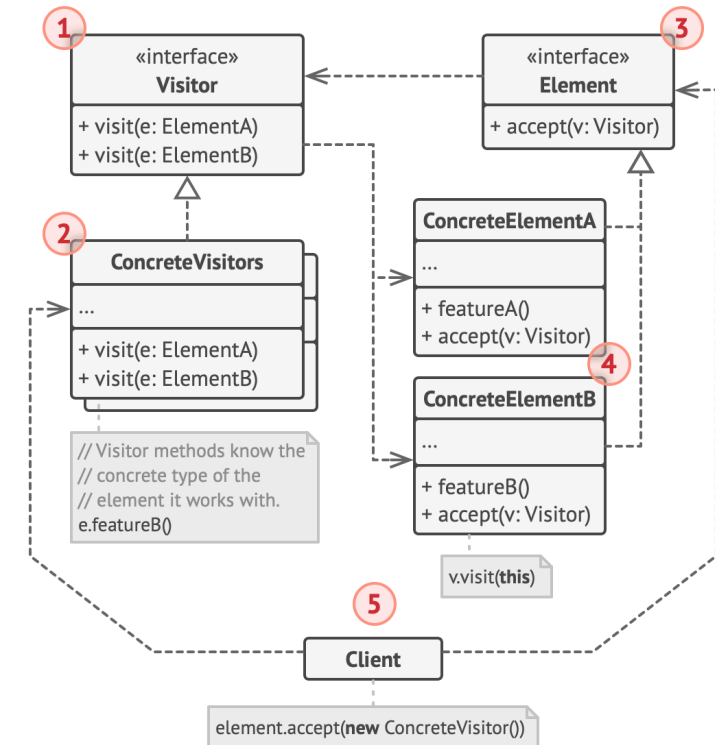 1
«interface»
Visitor
+ visit(e: ElementA)
+ visit(e: ElementB)
3
«interface»
Element
+ accept(v: Visitor)
2
ConcreteVisitors
...
+ visit(e: ElementA)
+ visit(e: ElementB)
// Visitor methods know the
// concrete type of the
// element it works with.
e.featureB()
ConcreteElementA
...
+ featureA()
+ accept(v: Visitor)
4
ConcreteElementB
...
+ featureB()
+ accept(v: Visitor)
v.visit(this)
5
Client
element.accept(new ConcreteVisitor())